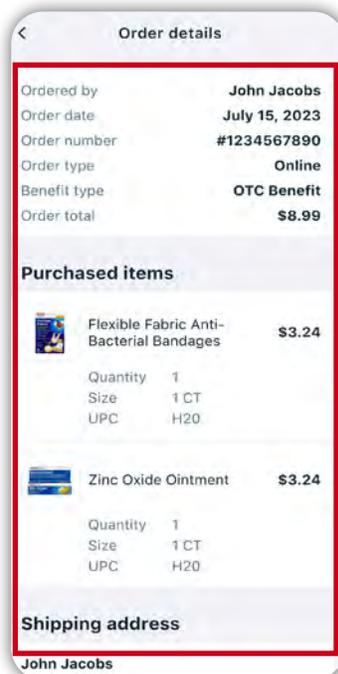 Order details
Ordered by John Jacobs
Order date July 15, 2023
Order number #1234567890
Order type Online
Benefit type OTC Benefit
Order total $8.99
Purchased items
Flexible Fabric Anti-
Bacterial Bandages $3.24
Quantity 1
Size 1 CT
UPC H20
Zinc Oxide Ointment $3.24
Quantity 1
Size 1 CT
UPC H20
Shipping address
John Jacobs